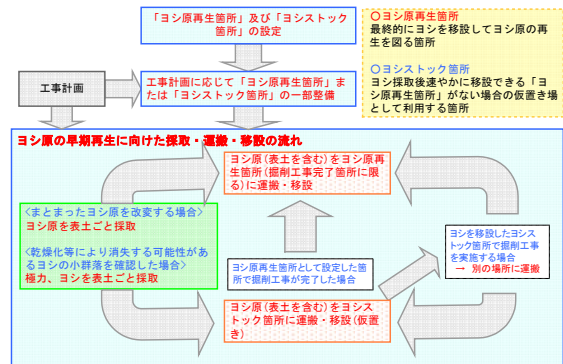 「ヨシ原再生箇所」及び「ヨシストック
箇所」の設定
〇ヨシ原再生箇所
最終的にヨシを移設してヨシ原の再
生を図る箇所
〇ヨシストック箇所
ヨシ採取後速やかに移設できる「ヨ
シ原再生箇所」がない場合の仮置き場
として利用する箇所
工事計画
工事計画に応じて「ヨシ原再生箇所」ま
たは「ヨシストック箇所」の一部整備
ヨシ原の早期再生に向けた採取・運搬・移設の流れ
ヨシ原(表土を含む)をヨシ原再
生箇所(掘削工事完了箇所に限
る)に運搬・移設
<まとまったヨシ原を改変する場合>
ヨシ原を表土ごと採取
<乾燥化等により消失する可能性があ
るヨシの小群落を確認した場合>
極力、ヨシを表土ごと採取
ヨシ原再生箇所として設定した箇
所で掘削工事が完了した場合
ヨシを移設したヨシス
トック箇所で掘削工事
を実施する場合
→ 別の場所に運搬
ヨシ原(表土を含む)をヨシス
トック箇所に運搬・移設(仮置
き)